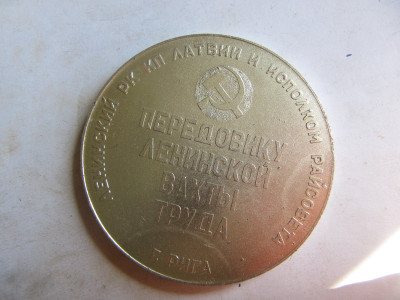 ЛЕНИНСКИЙ РК КП ЛАТВИИ И ИСПОЛКОМ РАЙСОВЕТА
ПЕРЕДОВИКУ
ЛЕНИНСКОЙ
ВАХТЫ
ТРУДА
Г. РИГА